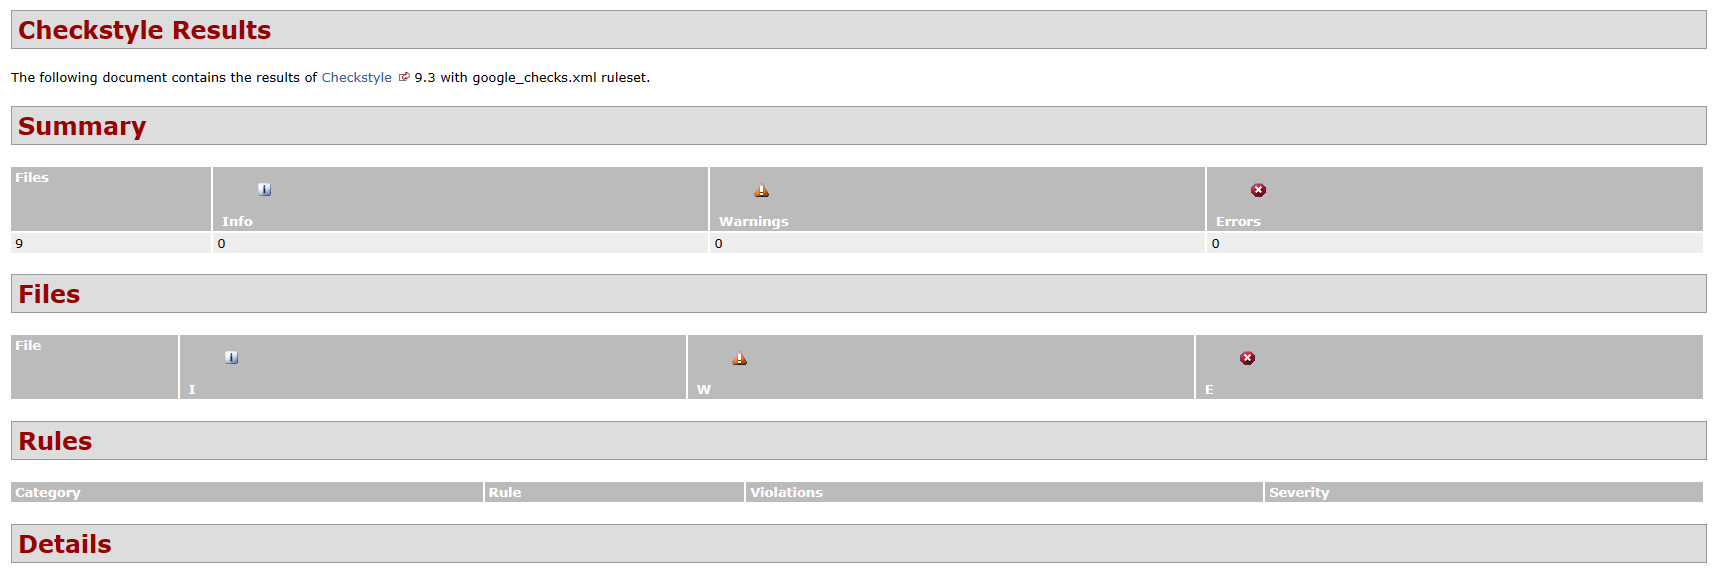 Checkstyle Results
The following document contains the results of Checkstyle 9.3 with google_checks.xml ruleset.
Summary
Files Info Warnings Errors
9 0 0 0
Files
File I W E
Rules
Category Rule Violations Severity
Details